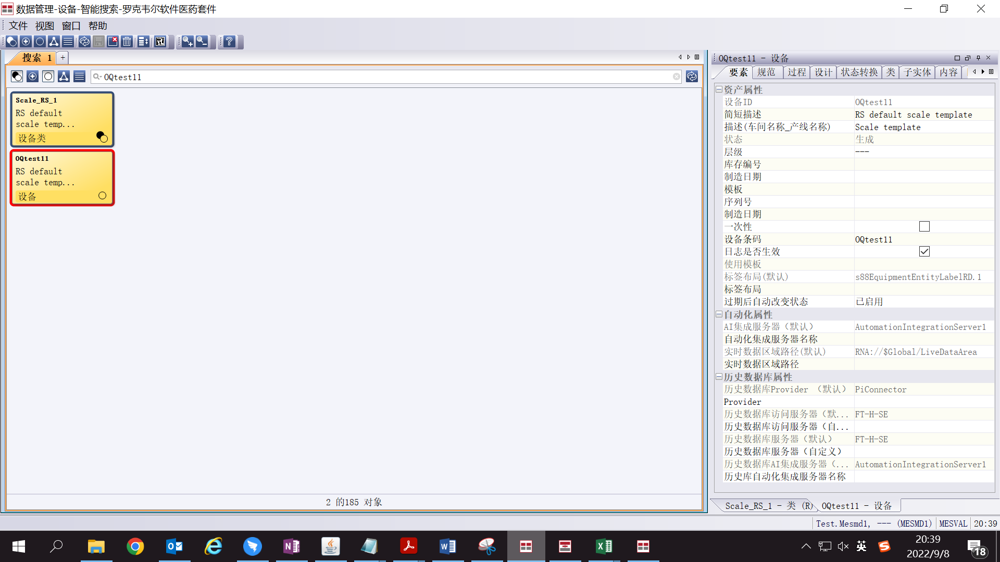 数据管理-设备-智能搜索-罗克韦尔软件医药套件
文件 视图 窗口 帮助
搜索 1 +
OQtest11
Scale_RS_1
RS default
scale temp...
设备类
OQtest11
RS default
scale temp...
设备
2 的185 对象
OQtest11 - 设备
要素 规范 过程 设计 状态转换 类 子实体 内容
资产属性
设备ID OQtest11
简短描述 RS default scale template
描述(车间名称_产线名称) Scale template
状态 生成
层级 ---
库存编号
制造日期
模板
序列号
制造日期
一次性
设备条码 OQtest11
日志是否生效
使用模板
标签布局(默认) s88EquipmentEntityLabelRD.1
标签布局
过期后自动改变状态 已启用
自动化属性
AI集成服务器（默认） AutomationIntegrationServer1
自动化集成服务器名称
实时数据区域路径(默认) RNA://$Global/LiveDataArea
实时数据区域路径
历史数据库属性
历史数据库Provider （默认） PiConnector
Provider
历史数据库访问服务器（默... FT-H-SE
历史数据库访问服务器（自...
历史数据库服务器（默认） FT-H-SE
历史数据库服务器（自定义）
历史数据库AI集成服务器（... AutomationIntegrationServer1
历史库自动化集成服务器名称
Scale_RS_1 - 类 (R) OQtest11 - 设备
Test.Mesmd1, --- (MESMD1) MESVAL 20:39
英
20:39
2022/9/8
18